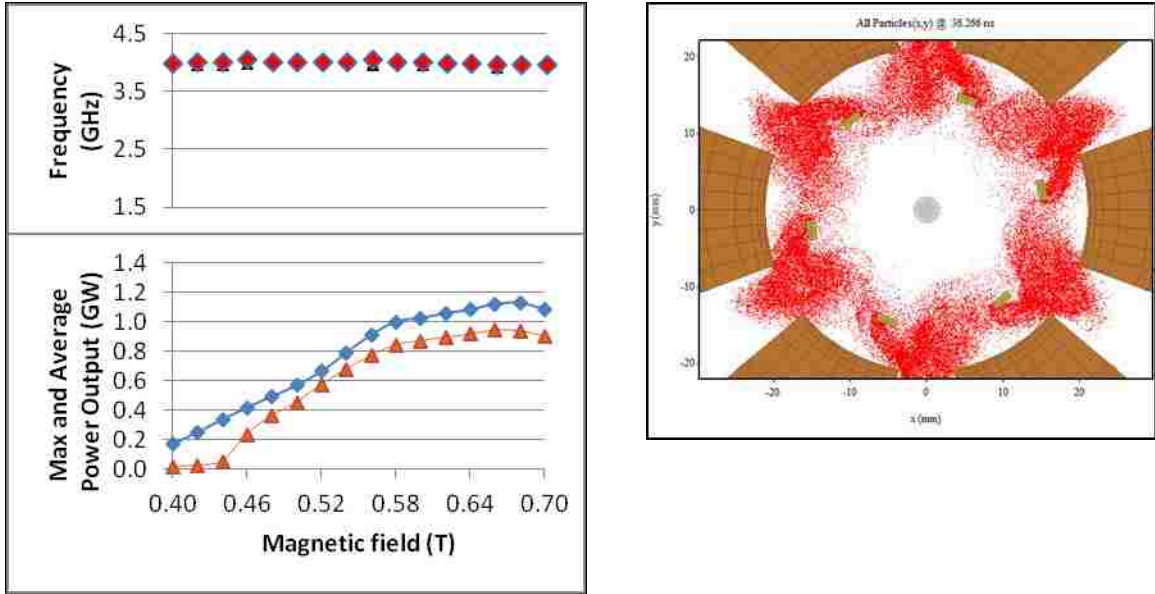 4.5
3.5
2.5
1.5
Frequency
(GHz)
1.4
1.2
1.0
0.8
0.6
0.4
0.2
0.0
Max and Average
Power Output (GW)
0.40 0.46 0.52 0.58 0.64 0.70
Magnetic field (T)
All Particles(x,y) @ 36.266 ns
20
10
0
-10
-20
y (mm)
-20 -10 0 10 20
x (mm)